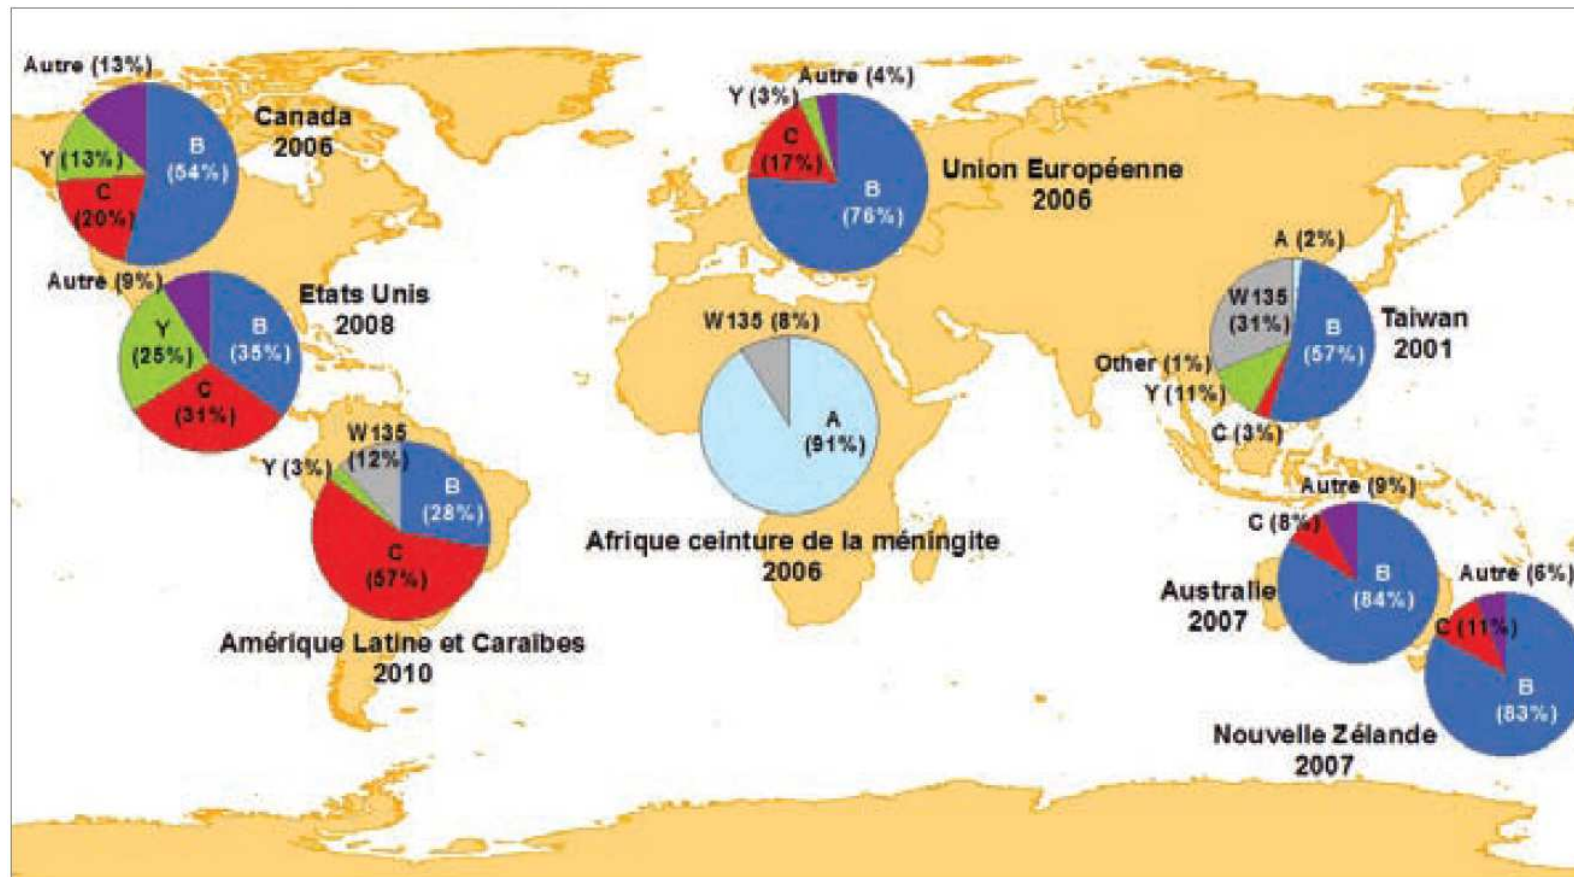 Autre (13%)
Y (13%)
C
(20%)
B
(54%)
Canada
2006
Autre (9%)
Y
(25%)
C
(31%)
B
(35%)
Etats Unis
2008
W135
(12%)
Y (3%)
B
(28%)
C
(57%)
Amérique Latine et Caraïbes
2010
Autre (4%)
Y (3%)
C
(17%)
B
(76%)
Union Européenne
2006
W135 (8%)
A
(91%)
Afrique ceinture de la méningite
2006
A (2%)
W135
(31%)
B
(57%)
Other (1%)
Y (11%)
C (3%)
Taiwan
2001
Autre (9%)
C (8%)
B
(84%)
Australie
2007
Autre (6%)
C (11%)
B
(83%)
Nouvelle Zélande
2007